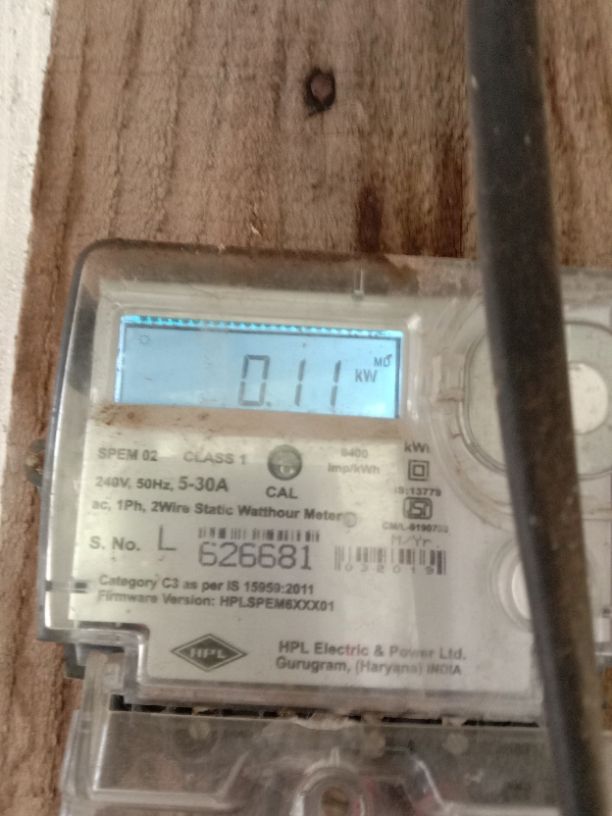 MD
0.11 kW
SPEM 02 CLASS 1 6400 kWh
imp/kWh
240V, 50Hz, 5-30A CAL IS:13779
ac, 1Ph, 2Wire Static Watthour Meter
M/Yr
S. No. L 626681 032019
Category C3 as per IS 15959:2011
Firmware Version: HPLSPEM6XXX01
HPL HPL Electric & Power Ltd.
Gurugram, (Haryana) INDIA